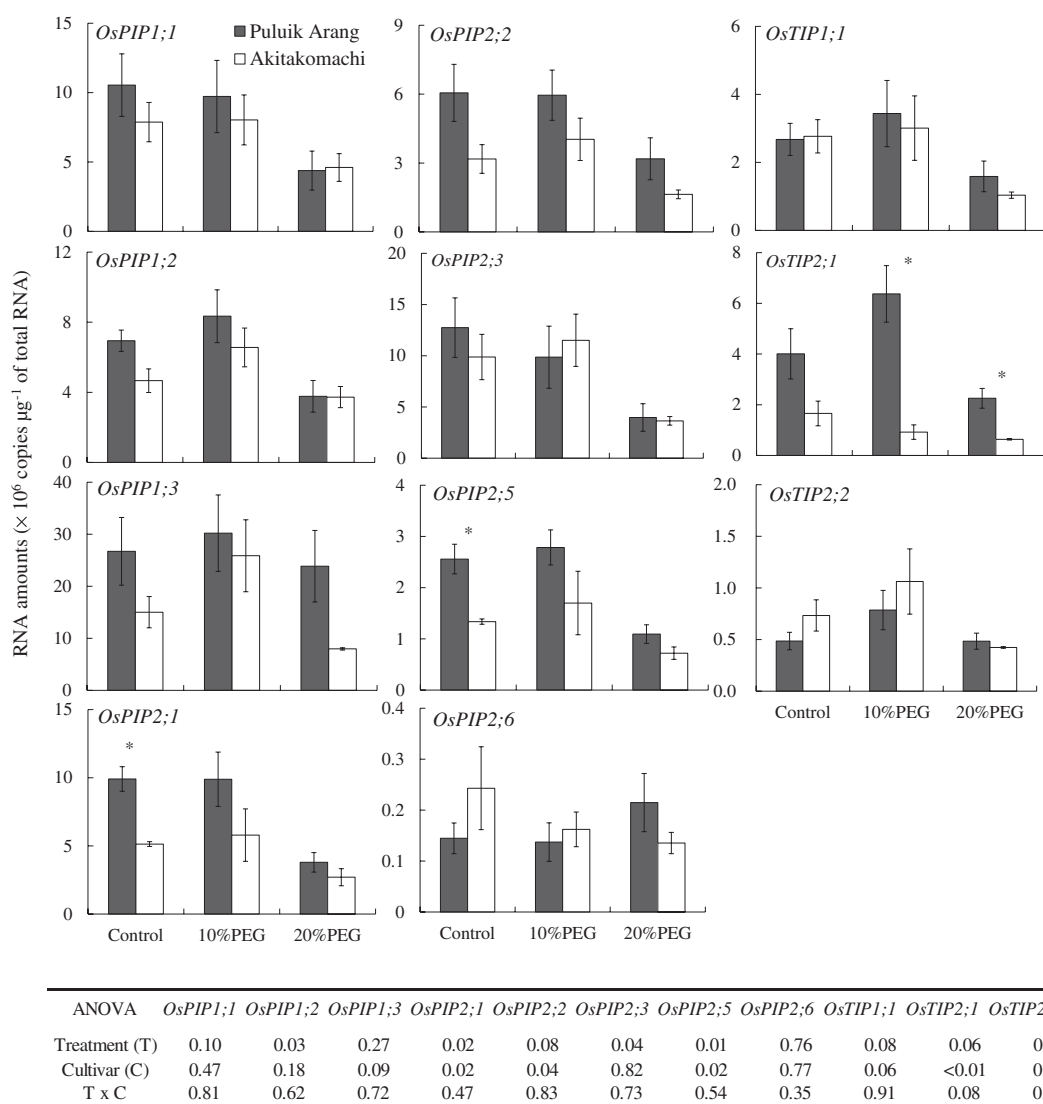 OsPIP1;1
Puluik Arang
Akitakomachi
OsPIP2;2
OsTIP1;1
15
10
5
0
9
6
3
0
6
4
2
0
OsPIP1;2
OsPIP2;3
OsTIP2;1
12
8
4
0
20
15
10
5
0
8
6
4
2
0
*
*
OsPIP1;3
OsPIP2;5
OsTIP2;2
40
30
20
10
0
4
3
2
1
0
*
2.0
1.5
1.0
0.5
0.0
Control 10%PEG 20%PEG
OsPIP2;1
OsPIP2;6
15
10
5
0
*
0.4
0.3
0.2
0.1
0
Control 10%PEG 20%PEG
Control 10%PEG 20%PEG
RNA amounts (× 10⁶ copies µg⁻¹ of total RNA)
ANOVA OsPIP1;1 OsPIP1;2 OsPIP1;3 OsPIP2;1 OsPIP2;2 OsPIP2;3 OsPIP2;5 OsPIP2;6 OsTIP1;1 OsTIP2;1 OsTIP2
Treatment (T) 0.10 0.03 0.27 0.02 0.08 0.04 0.01 0.76 0.08 0.06 0
Cultivar (C) 0.47 0.18 0.09 0.02 0.04 0.82 0.02 0.77 0.06 <0.01 0
T x C 0.81 0.62 0.72 0.47 0.83 0.73 0.54 0.35 0.91 0.08 0